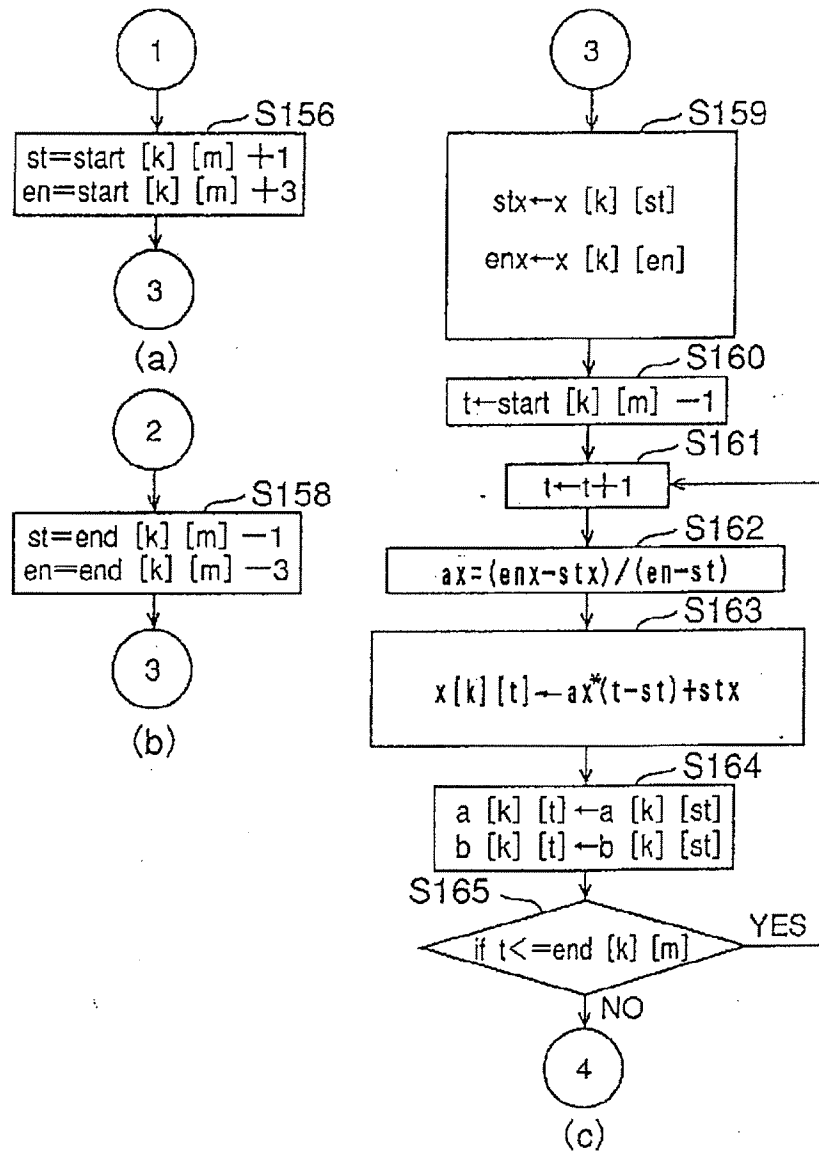 1
S156
st=start [k] [m] +1
en=start [k] [m] +3
3
(a)
2
S158
st=end [k] [m] −1
en=end [k] [m] −3
3
(b)
3
S159
stx←x [k] [st]
enx←x [k] [en]
S160
t←start [k] [m] −1
S161
t←t+1
S162
ax=(enx-stx)/(en-st)
S163
x[k][t]←ax*(t-st)+stx
S164
a [k] [t]←a [k] [st]
b [k] [t]←b [k] [st]
S165
if t<=end [k] [m]
YES
NO
4
(c)